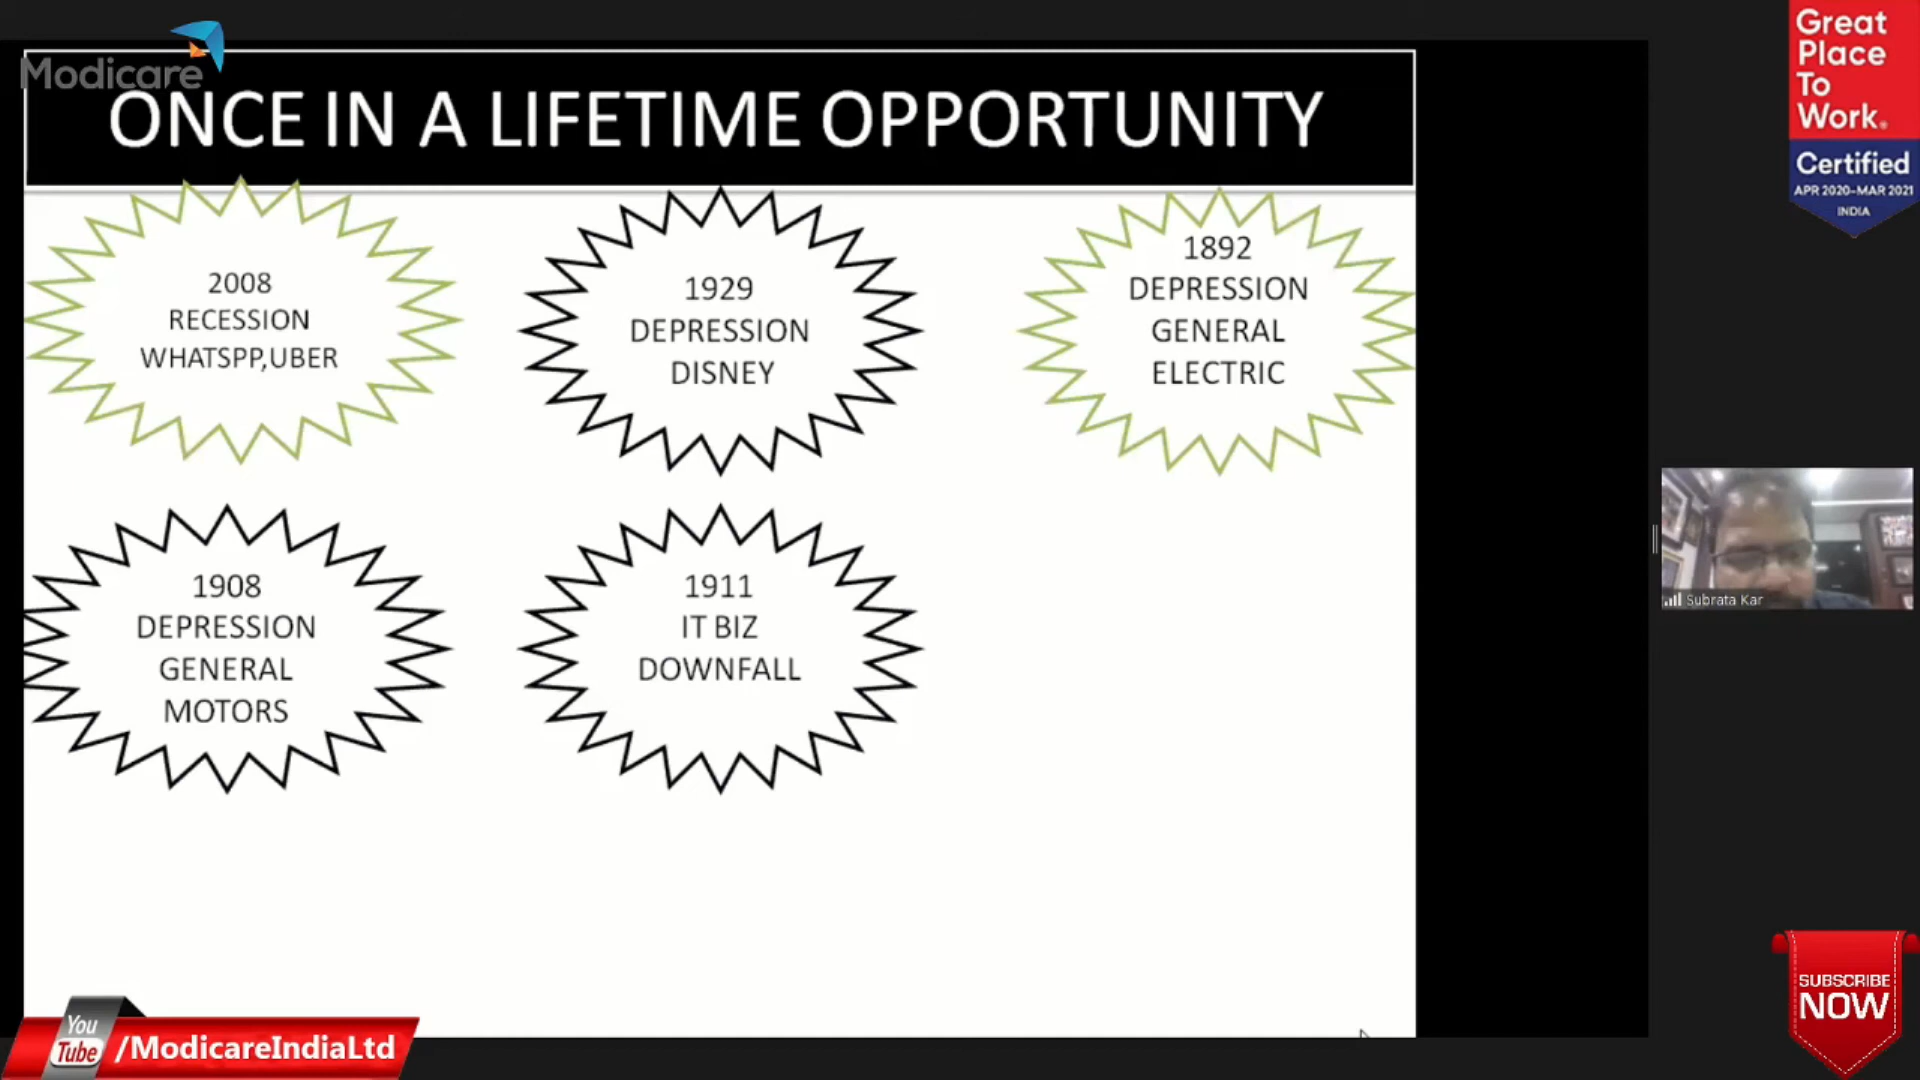 Modicare
ONCE IN A LIFETIME OPPORTUNITY
2008
RECESSION
WHATSPP,UBER
1929
DEPRESSION
DISNEY
1892
DEPRESSION
GENERAL
ELECTRIC
1908
DEPRESSION
GENERAL
MOTORS
1911
IT BIZ
DOWNFALL
Great
Place
To
Work®
Certified
APR 2020-MAR 2021
INDIA
Subrata Kar
You
Tube
/ModicareIndiaLtd
SUBSCRIBE
NOW